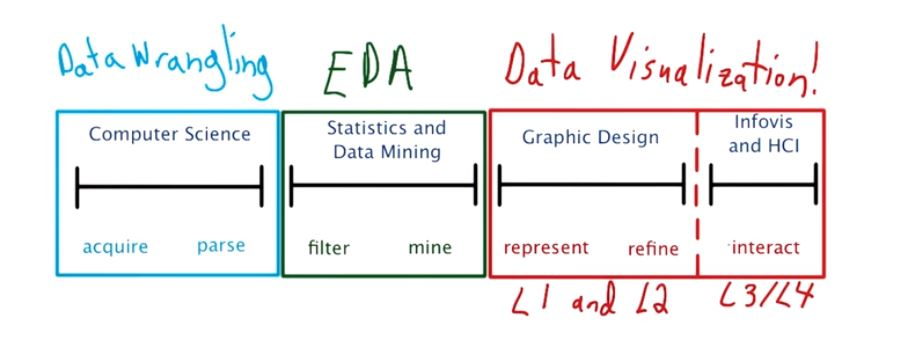 Data Wrangling
EDA
Data Visualization!
Computer Science
Statistics and
Data Mining
Graphic Design
Infovis
and HCI
acquire
parse
filter
mine
represent
refine
interact
L1 and L2
L3/L4